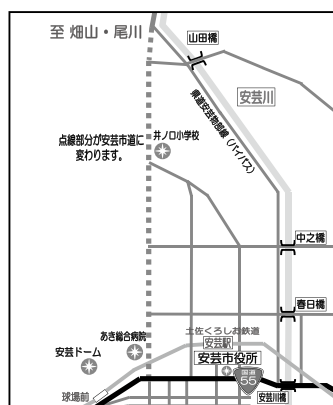 至 畑山・尾川
山田橋
安芸川
県道安芸物部線(バイパス)
点線部分が安芸市道に
変わります。
井ノ口小学校
中之橋
春日橋
土佐くろしお鉄道
あき総合病院
安芸駅
安芸市役所
安芸ドーム
国道
55
球場前
安芸川橋